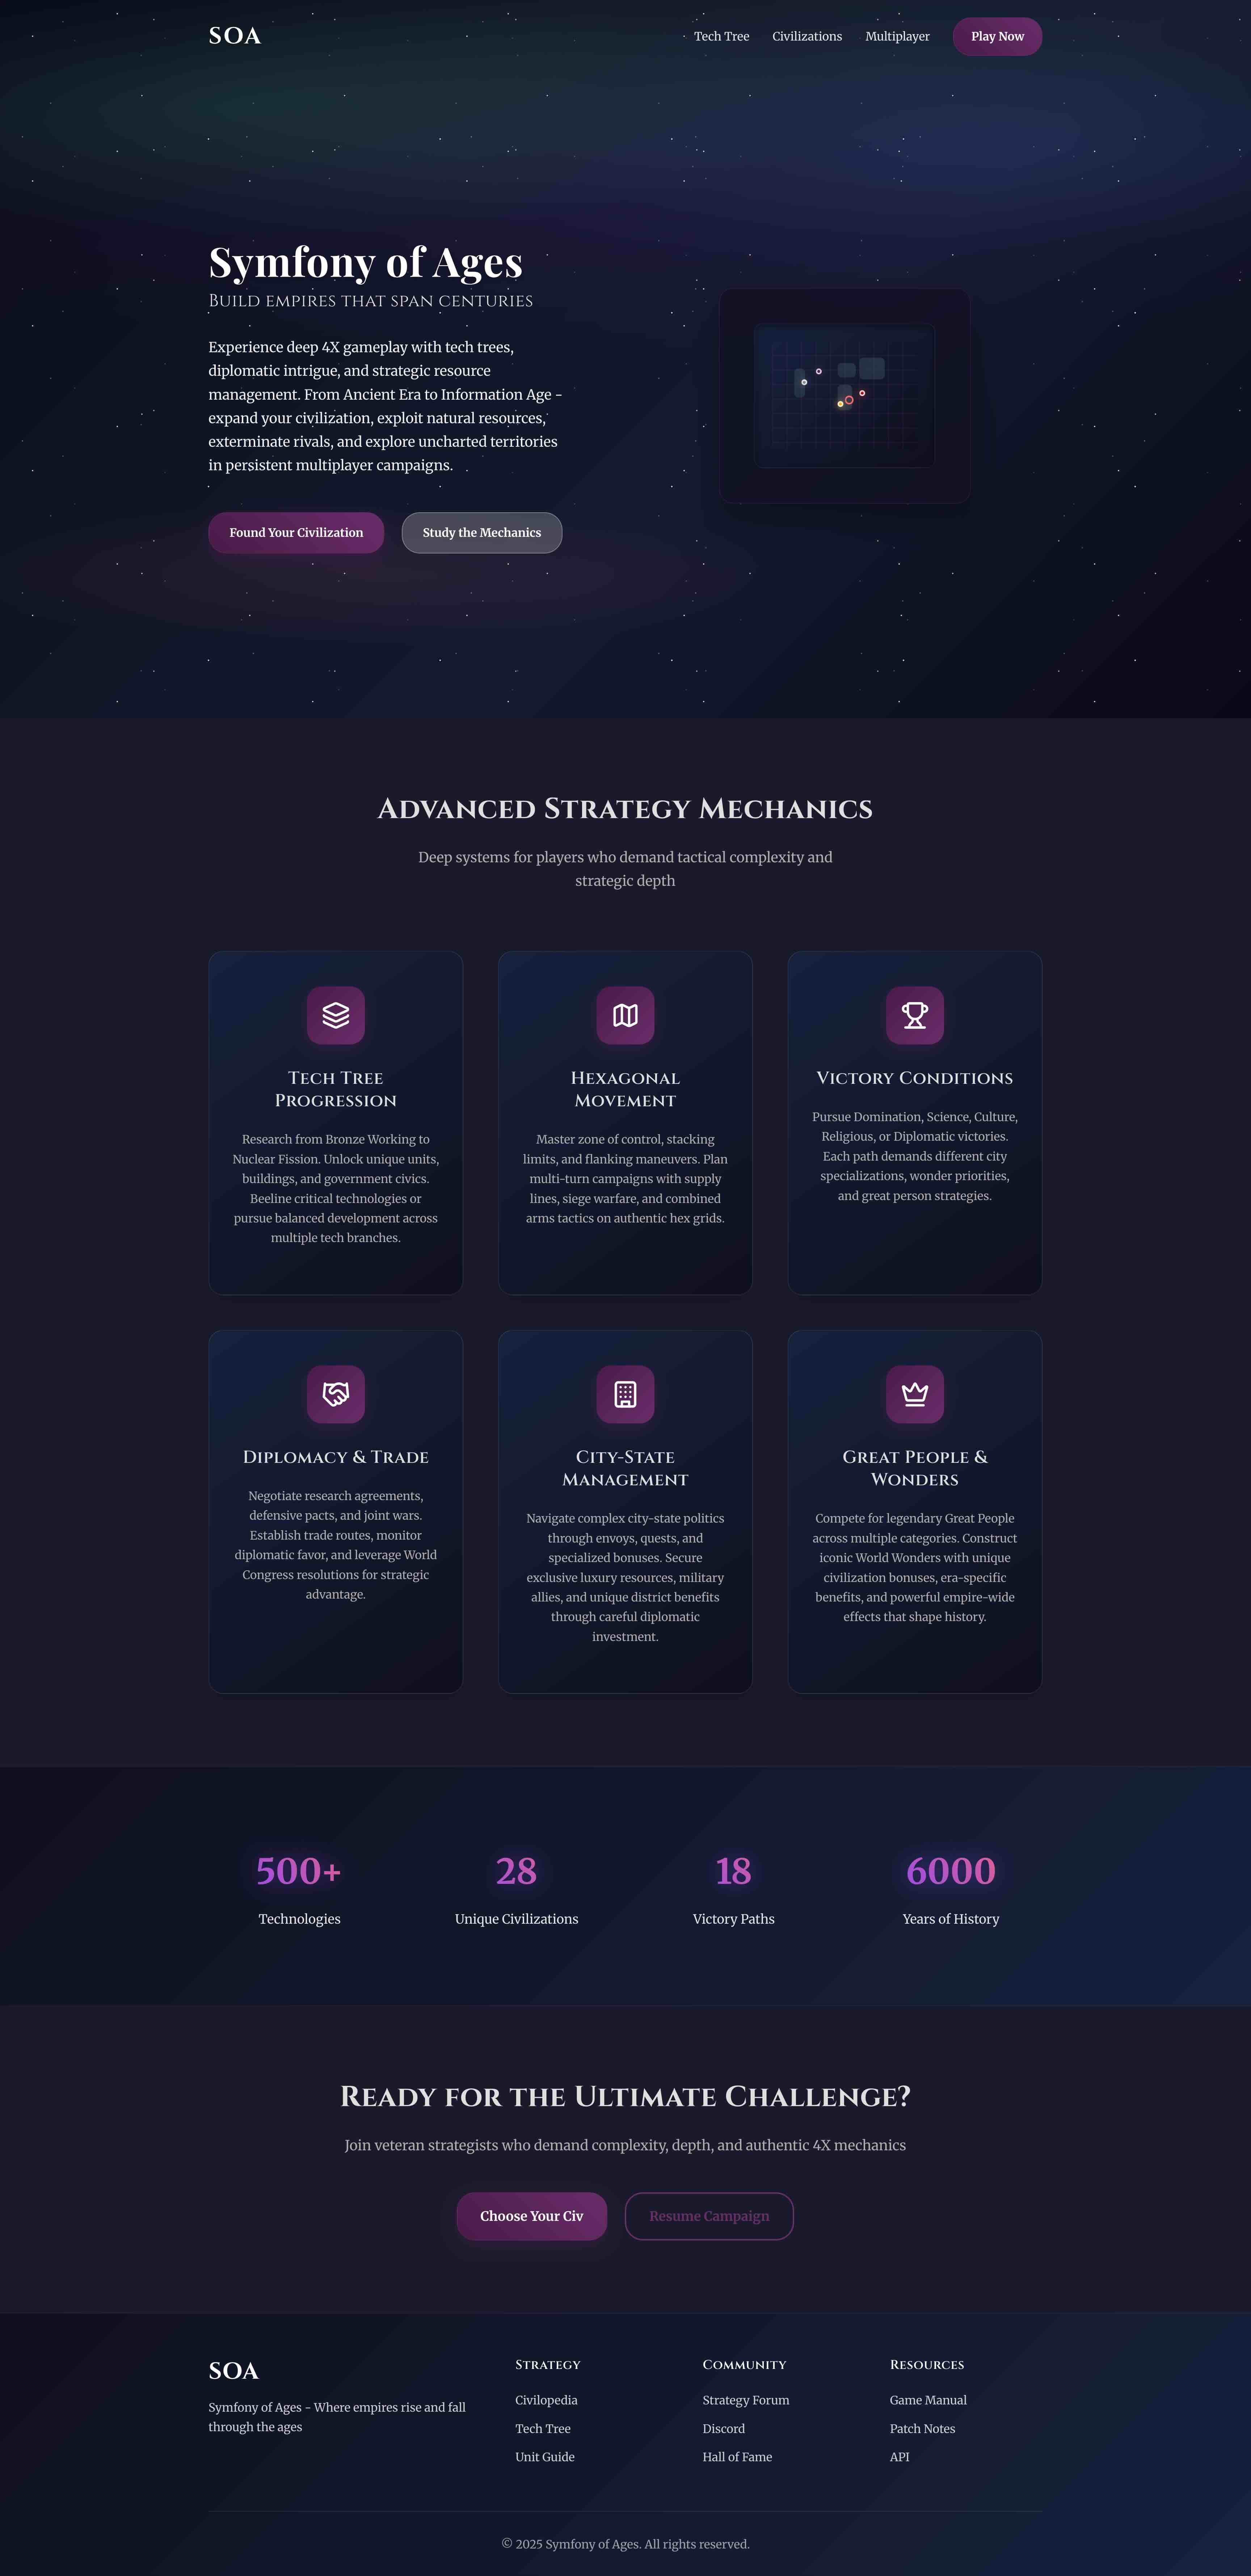 SOA
Tech Tree
Civilizations
Multiplayer
Play Now
Symfony of Ages
Build empires that span centuries
Experience deep 4X gameplay with tech trees,
diplomatic intrigue, and strategic resource
management. From Ancient Era to Information Age -
expand your civilization, exploit natural resources,
exterminate rivals, and explore uncharted territories
in persistent multiplayer campaigns.
Found Your Civilization
Study the Mechanics
Advanced Strategy Mechanics
Deep systems for players who demand tactical complexity and
strategic depth
Tech Tree
Progression
Research from Bronze Working to
Nuclear Fission. Unlock unique units,
buildings, and government civics.
Beeline critical technologies or
pursue balanced development across
multiple tech branches.
Hexagonal
Movement
Master zone of control, stacking
limits, and flanking maneuvers. Plan
multi-turn campaigns with supply
lines, siege warfare, and combined
arms tactics on authentic hex grids.
Victory Conditions
Pursue Domination, Science, Culture,
Religious, or Diplomatic victories.
Each path demands different city
specializations, wonder priorities,
and great person strategies.
Diplomacy & Trade
Negotiate research agreements,
defensive pacts, and joint wars.
Establish trade routes, monitor
diplomatic favor, and leverage World
Congress resolutions for strategic
advantage.
City-State
Management
Navigate complex city-state politics
through envoys, quests, and
specialized bonuses. Secure
exclusive luxury resources, military
allies, and unique district benefits
through careful diplomatic
investment.
Great People &
Wonders
Compete for legendary Great People
across multiple categories. Construct
iconic World Wonders with unique
civilization bonuses, era-specific
benefits, and powerful empire-wide
effects that shape history.
500+
Technologies
28
Unique Civilizations
18
Victory Paths
6000
Years of History
Ready for the Ultimate Challenge?
Join veteran strategists who demand complexity, depth, and authentic 4X mechanics
Choose Your Civ
Resume Campaign
SOA
Symfony of Ages - Where empires rise and fall
through the ages
Strategy
Civilopedia
Tech Tree
Unit Guide
Community
Strategy Forum
Discord
Hall of Fame
Resources
Game Manual
Patch Notes
API
© 2025 Symfony of Ages. All rights reserved.